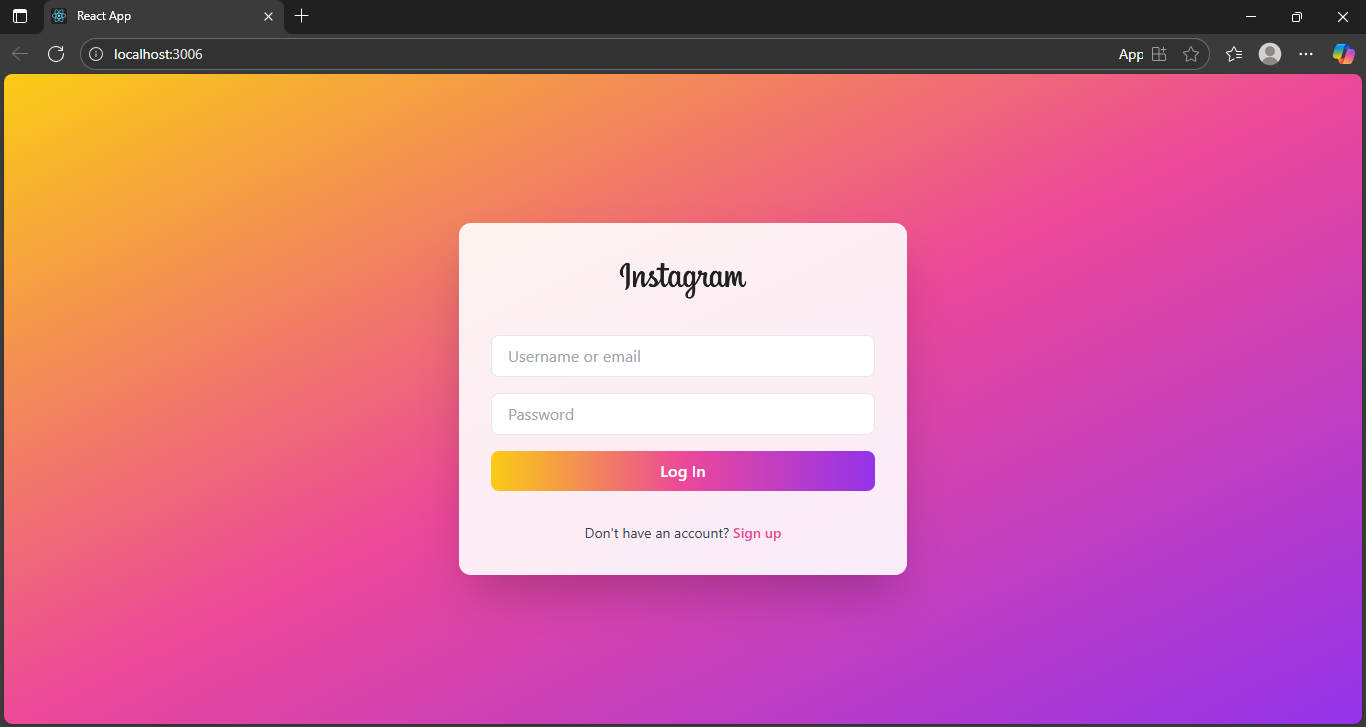 React App
localhost:3006
App
Instagram
Username or email
Password
Log In
Don't have an account? Sign up